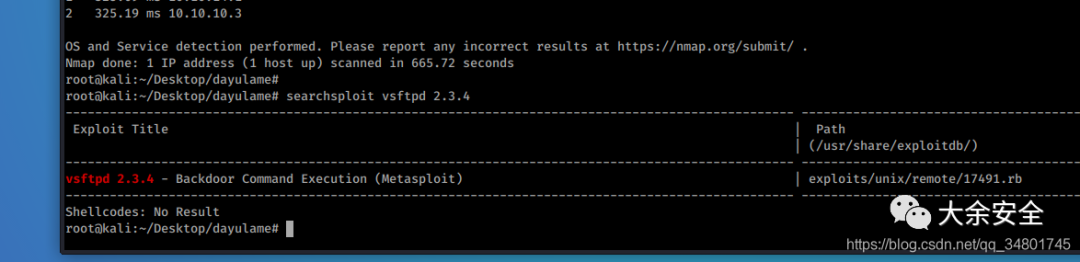 2   325.19 ms 10.10.10.3
OS and Service detection performed. Please report any incorrect results at https://nmap.org/submit/ .
Nmap done: 1 IP address (1 host up) scanned in 665.72 seconds
root@kali:~/Desktop/dayulame#
root@kali:~/Desktop/dayulame# searchsploit vsftpd 2.3.4
Exploit Title | Path
| (/usr/share/exploitdb/)
vsftpd 2.3.4 - Backdoor Command Execution (Metasploit) | exploits/unix/remote/17491.rb
Shellcodes: No Result
root@kali:~/Desktop/dayulame#
大余安全
https://blog.csdn.net/qq_34801745